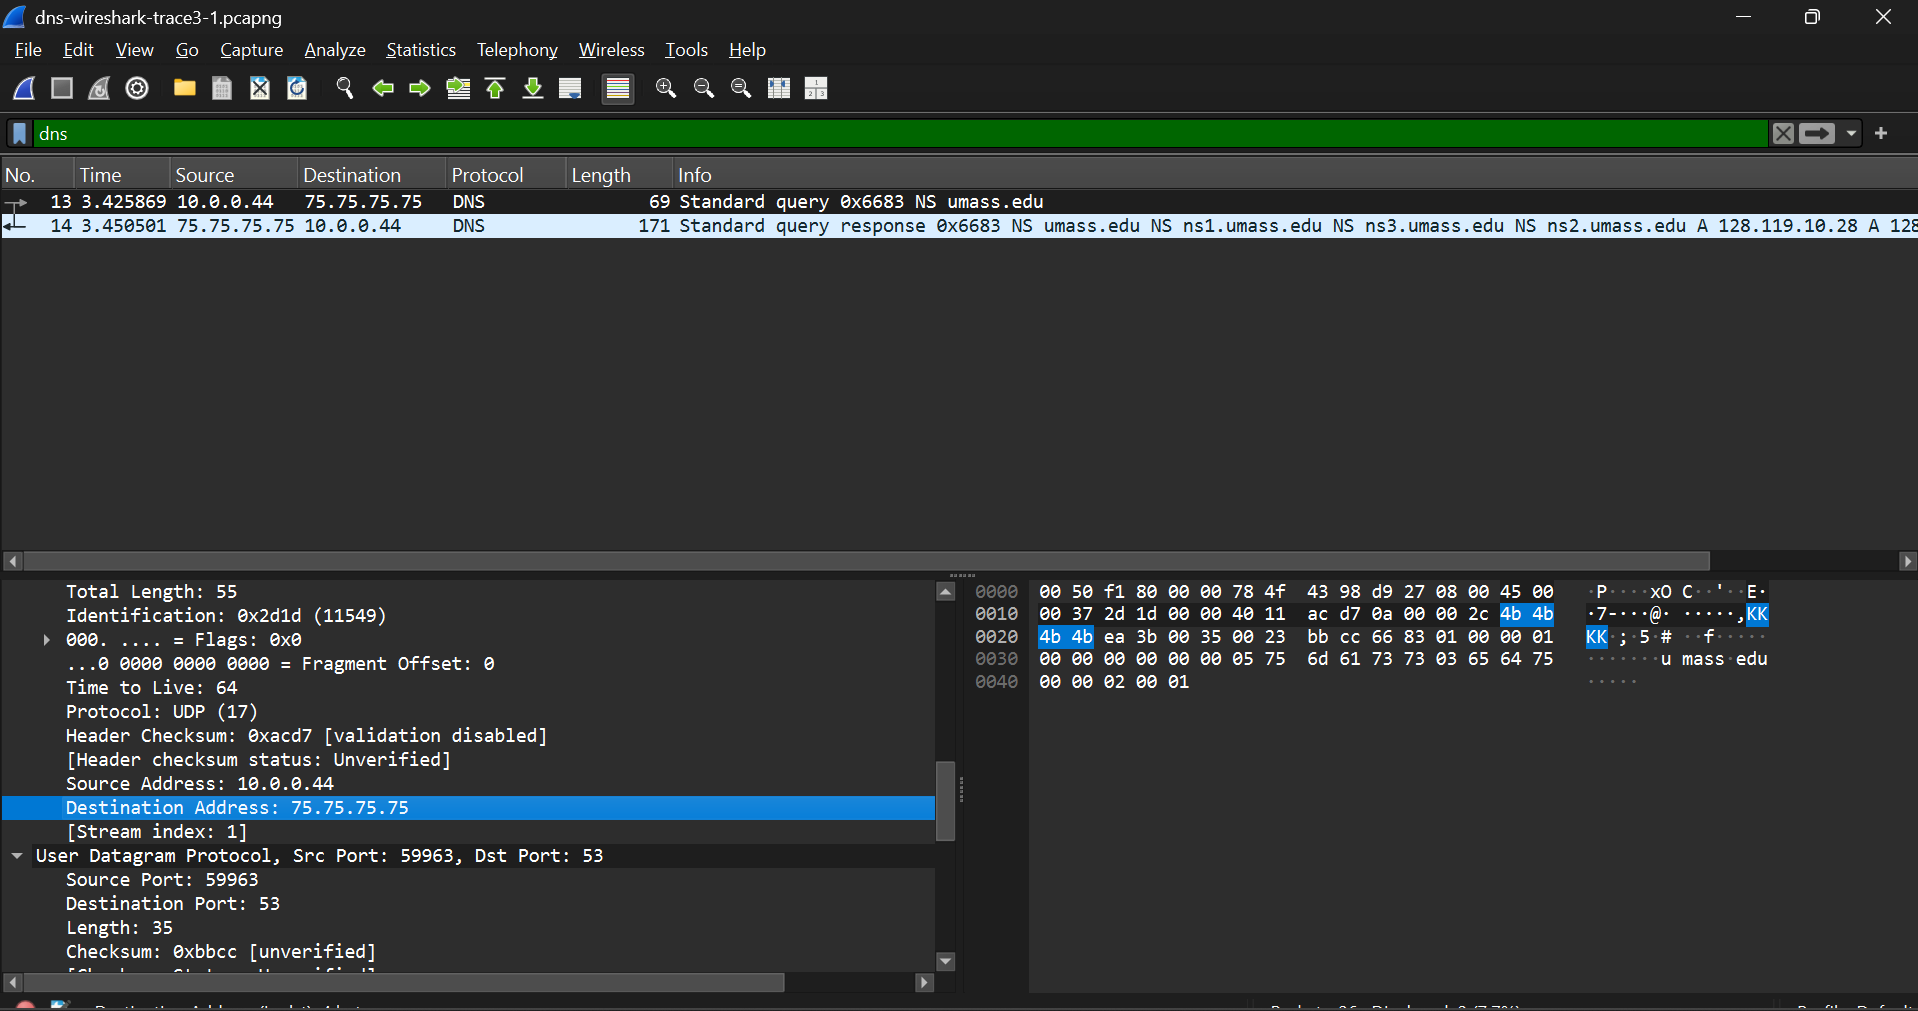 dns-wireshark-trace3-1.pcapng
File Edit View Go Capture Analyze Statistics Telephony Wireless Tools Help
dns
No. Time Source Destination Protocol Length Info
13 3.425869 10.0.0.44 75.75.75.75 DNS 69 Standard query 0x6683 NS umass.edu
14 3.450501 75.75.75.75 10.0.0.44 DNS 171 Standard query response 0x6683 NS umass.edu NS ns1.umass.edu NS ns3.umass.edu NS ns2.umass.edu A 128.119.10.28 A 128
Total Length: 55
Identification: 0x2d1d (11549)
000. .... = Flags: 0x0
...0 0000 0000 0000 = Fragment Offset: 0
Time to Live: 64
Protocol: UDP (17)
Header Checksum: 0xacd7 [validation disabled]
[Header checksum status: Unverified]
Source Address: 10.0.0.44
Destination Address: 75.75.75.75
[Stream index: 1]
User Datagram Protocol, Src Port: 59963, Dst Port: 53
Source Port: 59963
Destination Port: 53
Length: 35
Checksum: 0xbbcc [unverified]
0000 00 50 f1 80 00 00 78 4f 43 98 d9 27 08 00 45 00 ·P····xO C··'··E·
0010 00 37 2d 1d 00 00 40 11 ac d7 0a 00 00 2c 4b 4b ·7-···@· ·····,KK
0020 4b 4b ea 3b 00 35 00 23 bb cc 66 83 01 00 00 01 KK·;·5·# ··f·····
0030 00 00 00 00 00 00 05 75 6d 61 73 73 03 65 64 75 ·······u mass·edu
0040 00 00 02 00 01 ·····